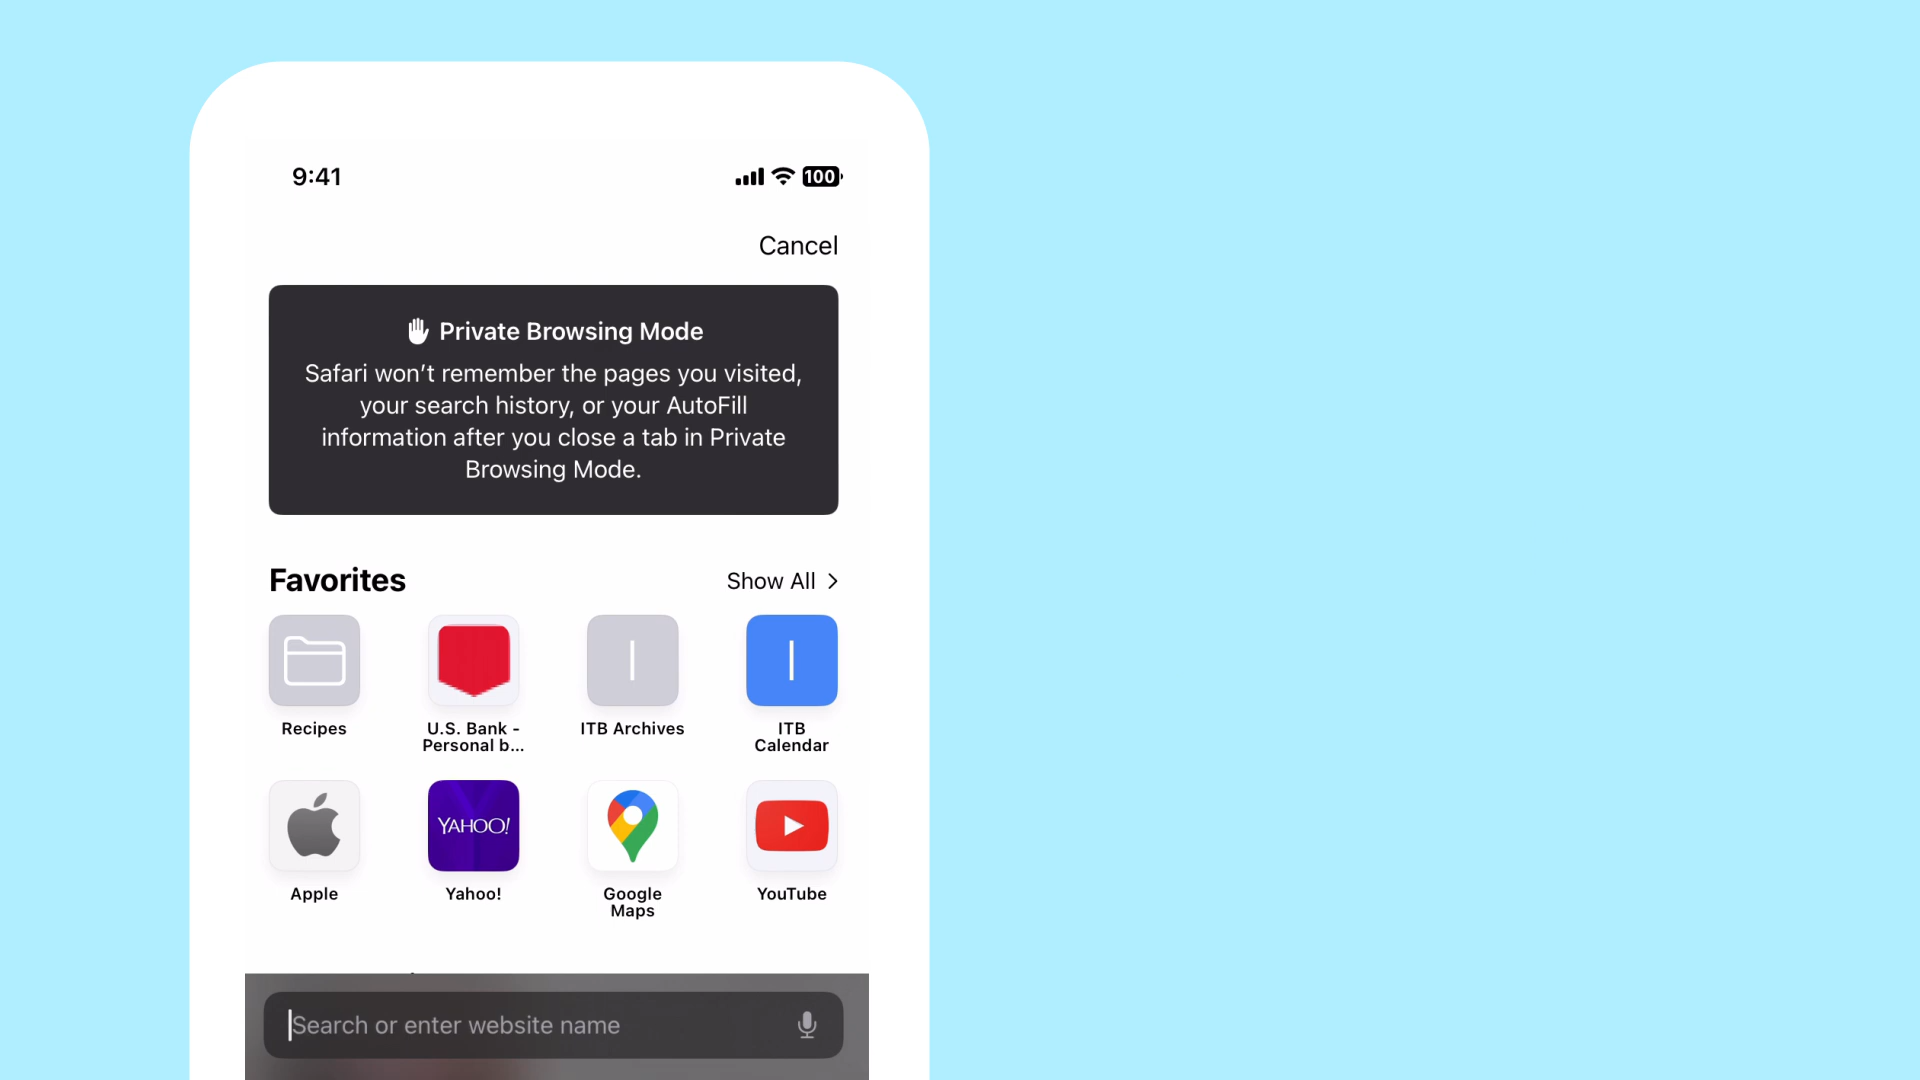 9:41
100
Cancel
Private Browsing Mode
Safari won’t remember the pages you visited,
your search history, or your AutoFill
information after you close a tab in Private
Browsing Mode.
Favorites
Show All
I
I
Recipes
U.S. Bank -
Personal b...
ITB Archives
ITB
Calendar
YAHOO!
Apple
Yahoo!
Google
Maps
YouTube
Search or enter website name